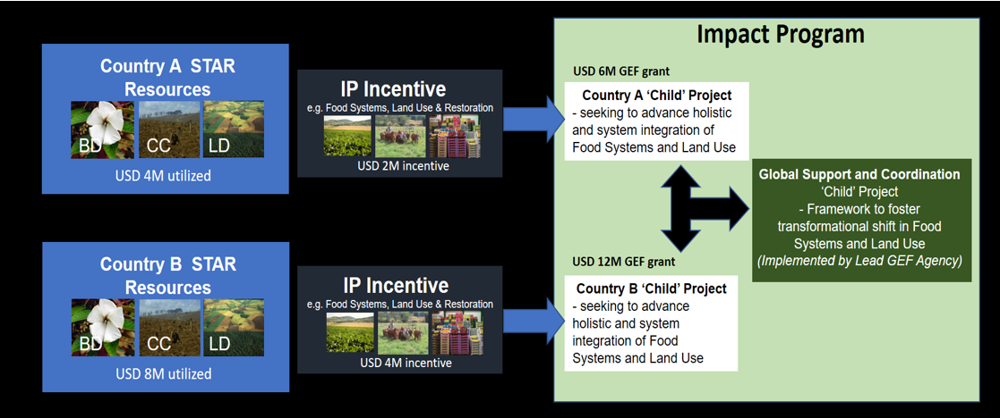 Impact Program
Country A STAR
Resources
BD
CC
LD
USD 4M utilized
IP Incentive
e.g. Food Systems, Land Use & Restoration
USD 2M incentive
USD 6M GEF grant
Country A ‘Child’ Project
- seeking to advance holistic
and system integration of
Food Systems and Land Use
Global Support and Coordination
‘Child’ Project
- Framework to foster
transformational shift in Food
Systems and Land Use
(Implemented by Lead GEF Agency)
Country B STAR
Resources
BD
CC
LD
USD 8M utilized
IP Incentive
e.g. Food Systems, Land Use & Restoration
USD 4M incentive
USD 12M GEF grant
Country B ‘Child’ Project
- seeking to advance
holistic and system
integration of Food
Systems and Land Use